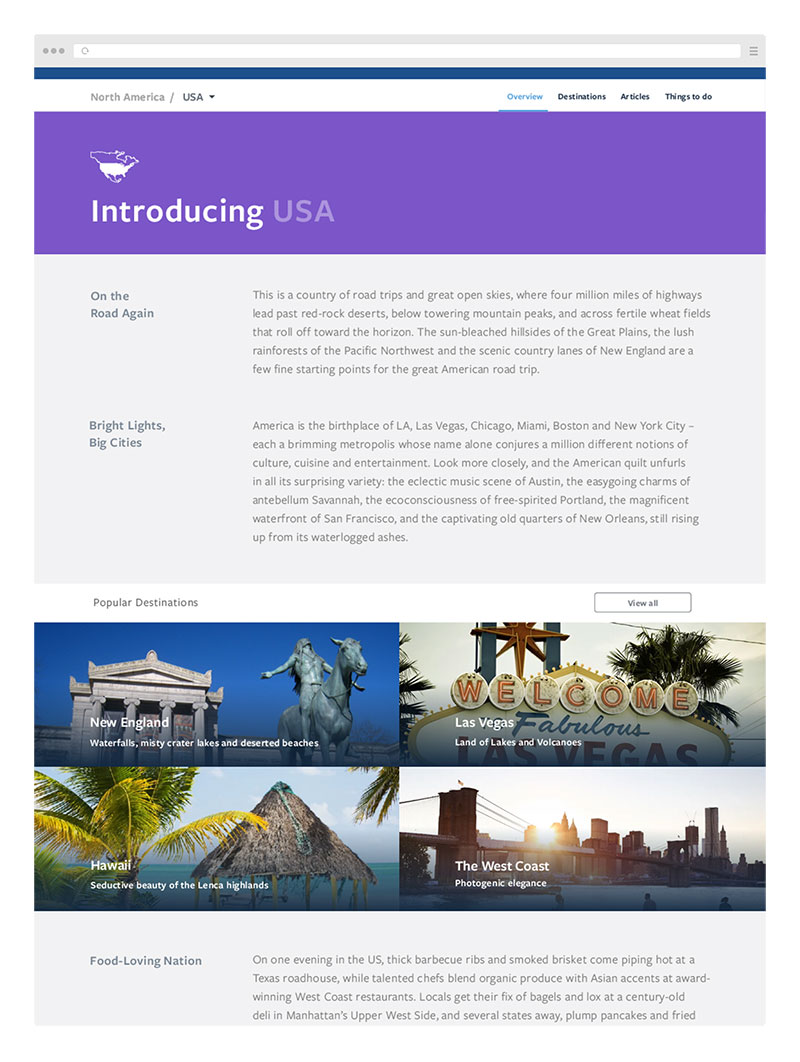 North America / USA
Overview Destinations Articles Things to do
Introducing USA
On the
Road Again
This is a country of road trips and great open skies, where four million miles of highways
lead past red-rock deserts, below towering mountain peaks, and across fertile wheat fields
that roll off toward the horizon. The sun-bleached hillsides of the Great Plains, the lush
rainforests of the Pacific Northwest and the scenic country lanes of New England are a
few fine starting points for the great American road trip.
Bright Lights,
Big Cities
America is the birthplace of LA, Las Vegas, Chicago, Miami, Boston and New York City –
each a brimming metropolis whose name alone conjures a million different notions of
culture, cuisine and entertainment. Look more closely, and the American quilt unfurls
in all its surprising variety: the eclectic music scene of Austin, the easygoing charms of
antebellum Savannah, the ecoconsciousness of free-spirited Portland, the magnificent
waterfront of San Francisco, and the captivating old quarters of New Orleans, still rising
up from its waterlogged ashes.
Popular Destinations
View all
New England
Waterfalls, misty crater lakes and deserted beaches
WELCOME
Fabulous
LAS VEGAS
Las Vegas
Land of Lakes and Volcanoes
Hawaii
Seductive beauty of the Lenca highlands
The West Coast
Photogenic elegance
Food-Loving Nation
On one evening in the US, thick barbecue ribs and smoked brisket come piping hot at a
Texas roadhouse, while talented chefs blend organic produce with Asian accents at award-
winning West Coast restaurants. Locals get their fix of bagels and lox at a century-old
deli in Manhattan's Upper West Side, and several states away, plump pancakes and fried